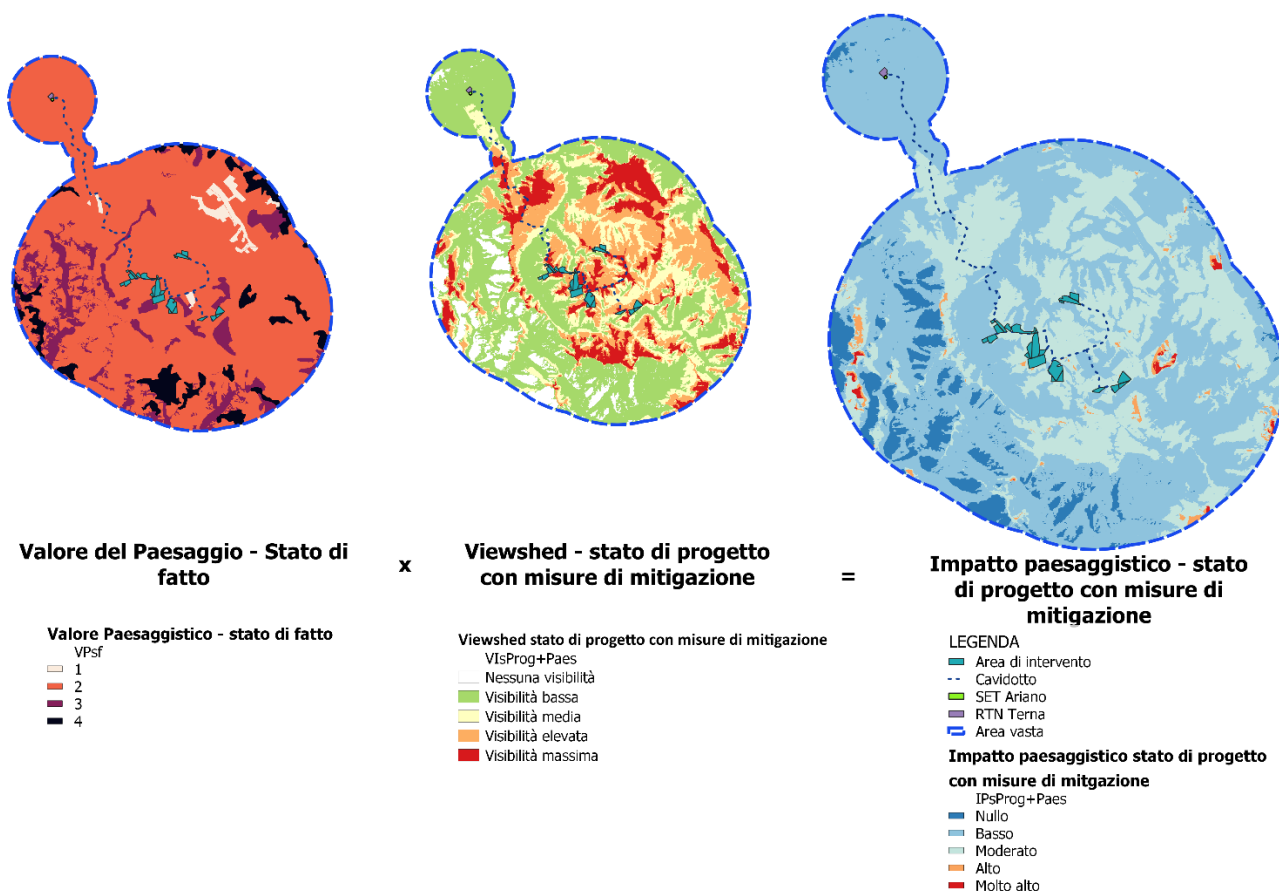 Valore del Paesaggio - Stato di
fatto
x
Viewshed - stato di progetto
con misure di mitigazione
=
Impatto paesaggistico - stato
di progetto con misure di
mitigazione
Valore Paesaggistico - stato di fatto
VPsf
1
2
3
4
Viewshed stato di progetto con misure di mitigazione
VIsProg+Paes
Nessuna visibilità
Visibilità bassa
Visibilità media
Visibilità elevata
Visibilità massima
LEGENDA
Area di intervento
Cavidotto
SET Ariano
RTN Terna
Area vasta
Impatto paesaggistico stato di progetto
con misure di mitgazione
IPsProg+Paes
Nullo
Basso
Moderato
Alto
Molto alto